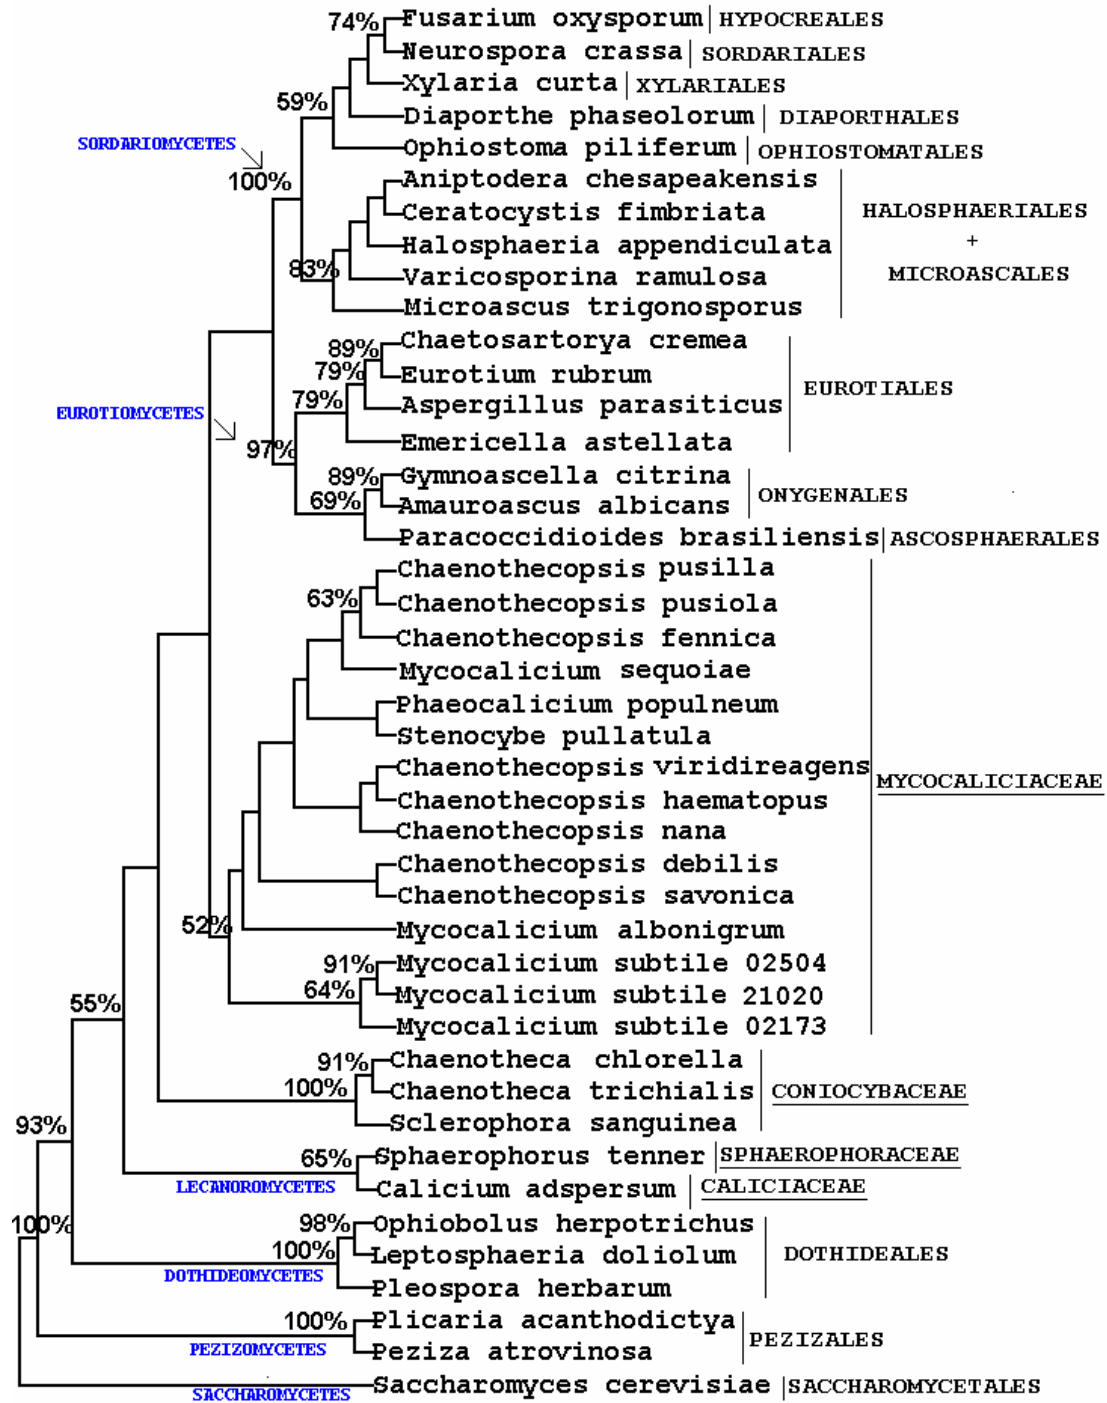 74%
Fusarium oxysporum HYPOCREALES
Neurospora crassa SORDARIALES
Xylaria curta XYLARIALES
59%
Diaporthe phaseolorum DIAPORTHALES
SORDARIOMYCETES
Ophiostoma piliferum OPHIOSTOMATALES
100%
Aniptodera chesapeakensis
Ceratocystis fimbriata
HALOSPHAERIALES
+
MICROASCALES
Halosphaeria appendiculata
83%
Varicosporina ramulosa
Microascus trigonosporus
89%
Chaetosartorya cremea
79%
Eurotium rubrum
EUROTIALES
79%
Aspergillus parasiticus
EUROTIOMYCETES
Emericella astellata
97%
89%
Gymnoascella citrina
69%
Amauroascus albicans
ONYGENALES
Paracoccidioides brasiliensis ASCOSPHAERALES
Chaenothecopsis pusilla
63%
Chaenothecopsis pusiola
Chaenothecopsis fennica
Mycocalicium sequoiae
Phaeocalicium populneum
Stenocybe pullatula
Chaenothecopsis viridireagens
MYCOCALICIACEAE
Chaenothecopsis haematopus
Chaenothecopsis nana
Chaenothecopsis debilis
Chaenothecopsis savonica
52%
Mycocalicium albonigrum
91%
Mycocalicium subtile 02504
64%
Mycocalicium subtile 21020
55%
Mycocalicium subtile 02173
91%
Chaenotheca chlorella
100%
Chaenotheca trichialis
CONIOCYBACEAE
93%
Sclerophora sanguinea
65%
Sphaerophorus tenner SPHAEROPHORACEAE
LECANOROMYCETES
Calicium adspersum CALICIACEAE
100%
98%
Ophiobolus herpotrichus
100%
Leptosphaeria doliolum
DOTHIDEALES
DOTHIDEOMYCETES
Pleospora herbarum
100%
Plicaria acanthodictya
PEZIZALES
PEZIZOMYCETES
Peziza atrovinosa
SACCHAROMYCETES
Saccharomyces cerevisiae SACCHAROMYCETALES